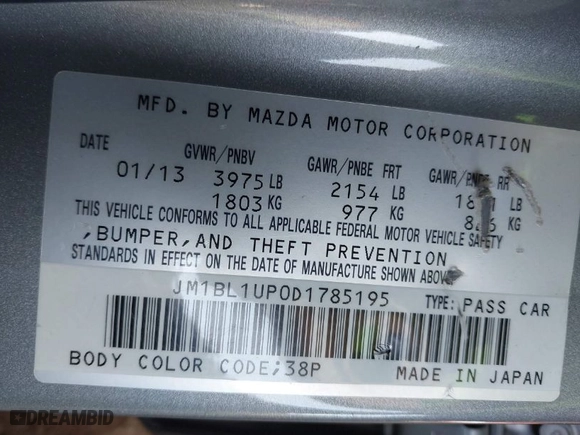 MFD. BY MAZDA MOTOR CORPORATION
DATE GVWR/PNBV GAWR/PNBE FRT GAWR/PNBE RR
01/13 3975 LB 2154 LB LB
1803 KG 977 KG KG
THIS VEHICLE CONFORMS TO ALL APPLICABLE FEDERAL MOTOR VEHICLE SAFETY
,BUMPER,AND THEFT PREVENTION
STANDARDS IN EFFECT ON THE DATE OF MANUFACTURE SHOWN ABOVE
JM1BL1UP0D1785195 TYPE: PASS CAR
BODY COLOR CODE;38P MADE IN JAPAN
DREAMBID